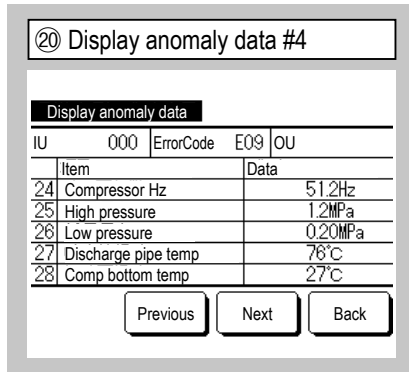 ⑳ Display anomaly data #4
Display anomaly data
IU 000 ErrorCode E09 OU
Item Data
24 Compressor Hz 51.2Hz
25 High pressure 1.2MPa
26 Low pressure 0.20MPa
27 Discharge pipe temp 76℃
28 Comp bottom temp 27℃
Previous Next Back